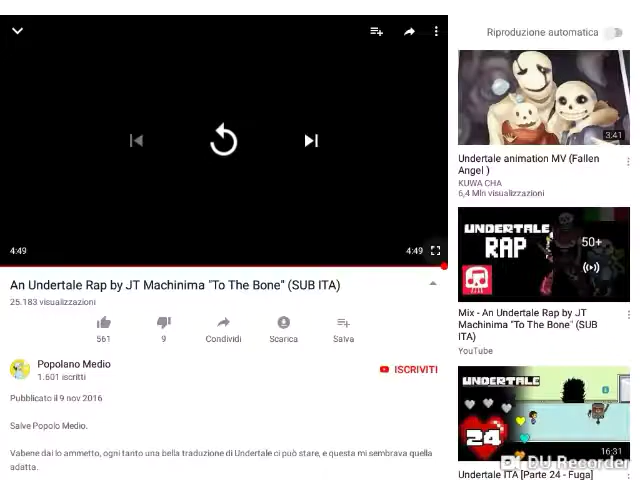 Riproduzione automatica
3:41
Undertale animation MV (Fallen
Angel )
KUWA CHA
6,4 Mln visualizzazioni
4:49
4:49
UNDERTALE
RAP
50+
Mix - An Undertale Rap by JT
Machinima "To The Bone" (SUB
ITA)
YouTube
An Undertale Rap by JT Machinima "To The Bone" (SUB ITA)
25.183 visualizzazioni
561
9
Condividi
Scarica
Salva
Popolano Medio
1.601 iscritti
ISCRIVITI
Pubblicato il 9 nov 2016
Salve Popolo Medio.
Vabene dai lo ammetto, ogni tanto una bella traduzione di Undertale ci può stare, e questa mi sembrava quella
adatta.
UNDERTALE
24
16:31
DU Recorder
Undertale ITA [Parte 24 - Fuga]